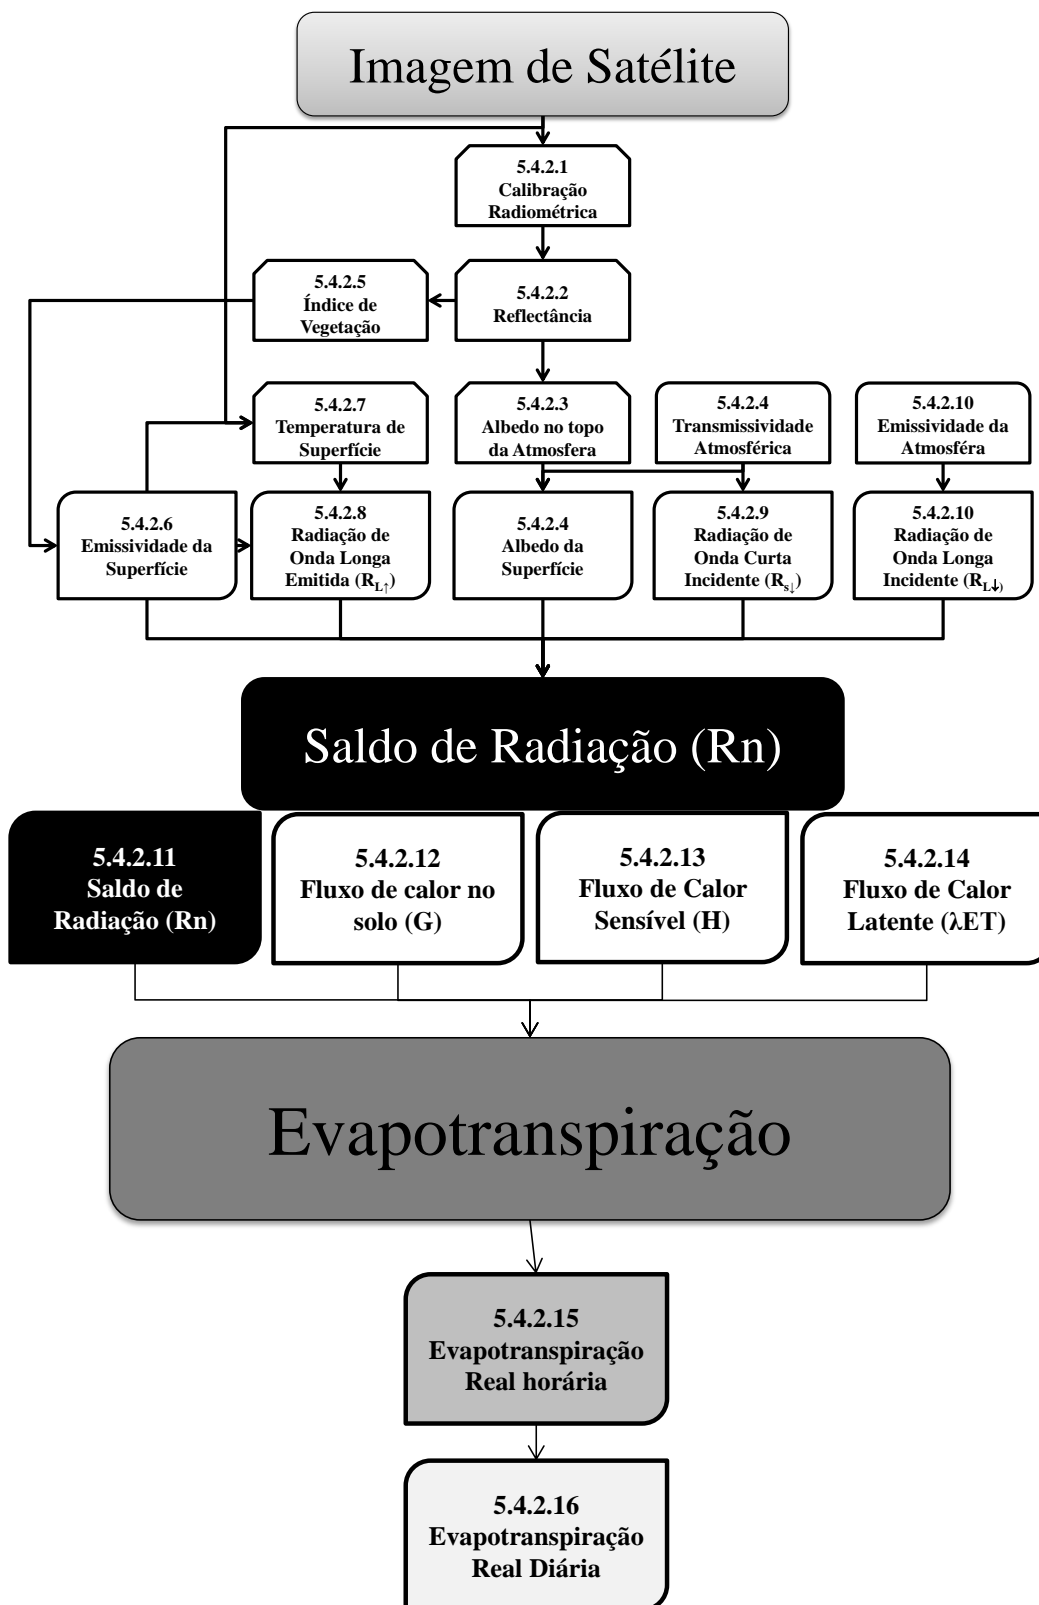 Imagem de Satélite
5.4.2.1
Calibração
Radiométrica
5.4.2.5
Índice de
Vegetação
5.4.2.2
Reflectância
5.4.2.7
Temperatura de
Superfície
5.4.2.3
Albedo no topo
da Atmosfera
5.4.2.4
Transmissividade
Atmosférica
5.4.2.10
Emissividade da
Atmosféra
5.4.2.6
Emissividade da
Superfície
5.4.2.8
Radiação de
Onda Longa
Emitida (RL↑)
5.4.2.4
Albedo da
Superfície
5.4.2.9
Radiação de
Onda Curta
Incidente (Rs↓)
5.4.2.10
Radiação de
Onda Longa
Incidente (RL↓)
Saldo de Radiação (Rn)
5.4.2.11
Saldo de
Radiação (Rn)
5.4.2.12
Fluxo de calor no
solo (G)
5.4.2.13
Fluxo de Calor
Sensível (H)
5.4.2.14
Fluxo de Calor
Latente (λET)
Evapotranspiração
5.4.2.15
Evapotranspiração
Real horária
5.4.2.16
Evapotranspiração
Real Diária